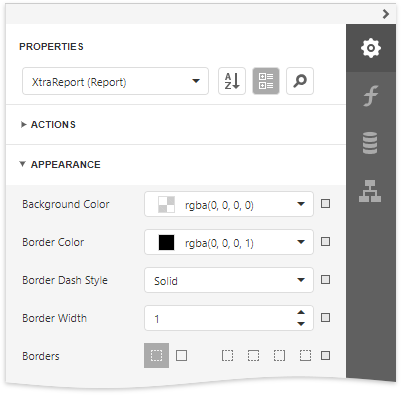 PROPERTIES
XtraReport (Report)
ACTIONS
APPEARANCE
Background Color rgba(0, 0, 0, 0)
Border Color rgba(0, 0, 0, 1)
Border Dash Style Solid
Border Width 1
Borders